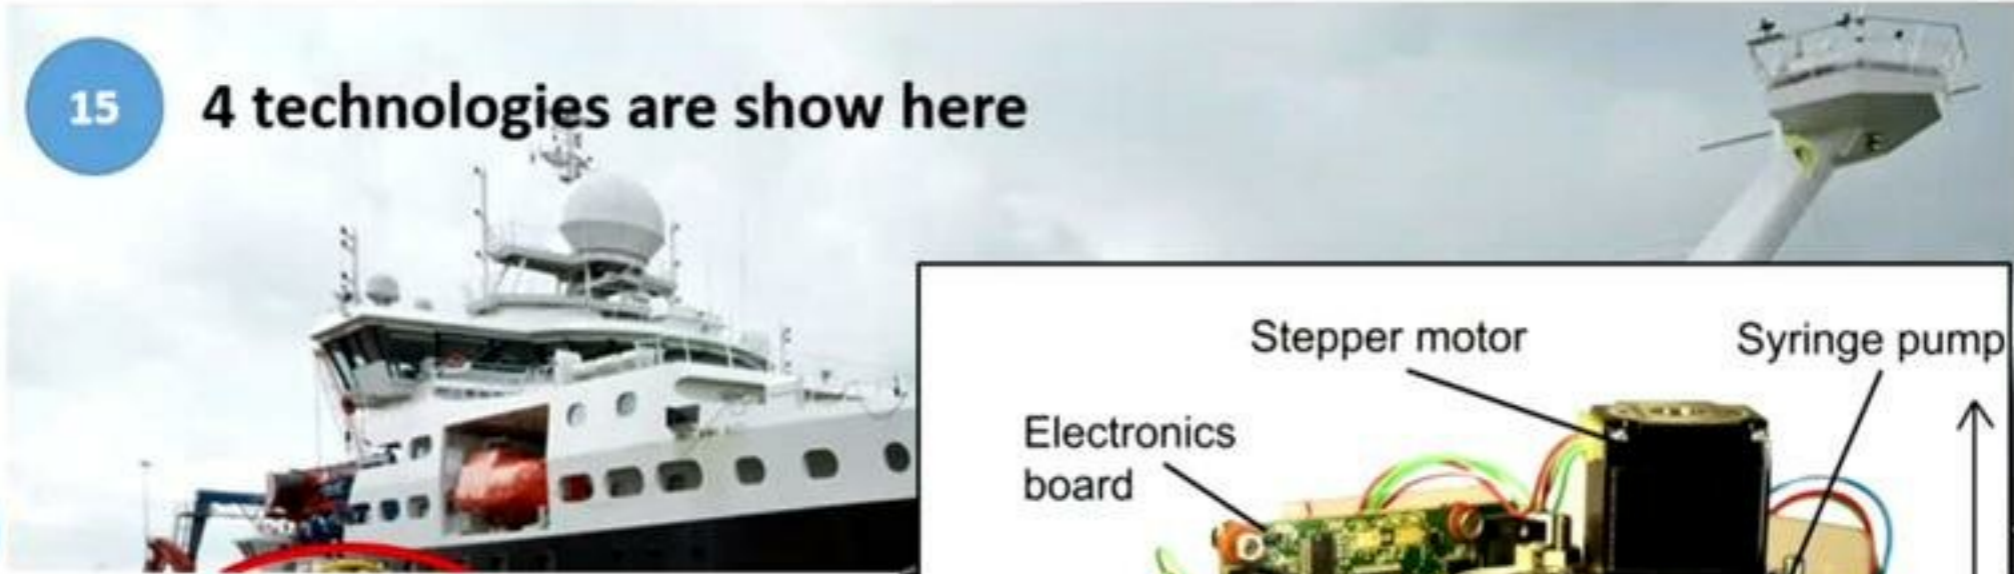 15
4 technologies are show here
Stepper motor
Syringe pump
Electronics
board